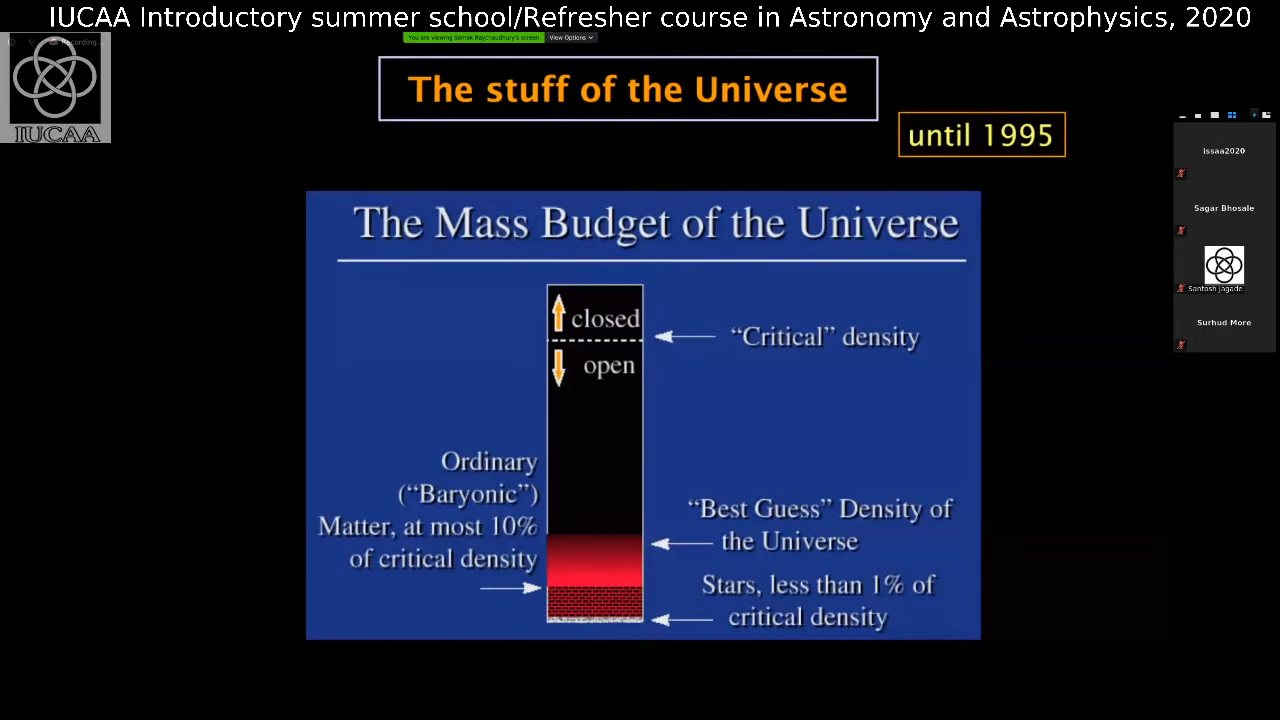 IUCAA Introductory summer school/Refresher course in Astronomy and Astrophysics, 2020
Recording...
You are viewing Somak Raychaudhury's screen
View Options
IUCAA
The stuff of the Universe
until 1995
issaa2020
Sagar Bhosale
Santosh Jagade
Surhud More
The Mass Budget of the Universe
closed
"Critical" density
open
Ordinary
("Baryonic")
Matter, at most 10%
of critical density
"Best Guess" Density of
the Universe
Stars, less than 1% of
critical density